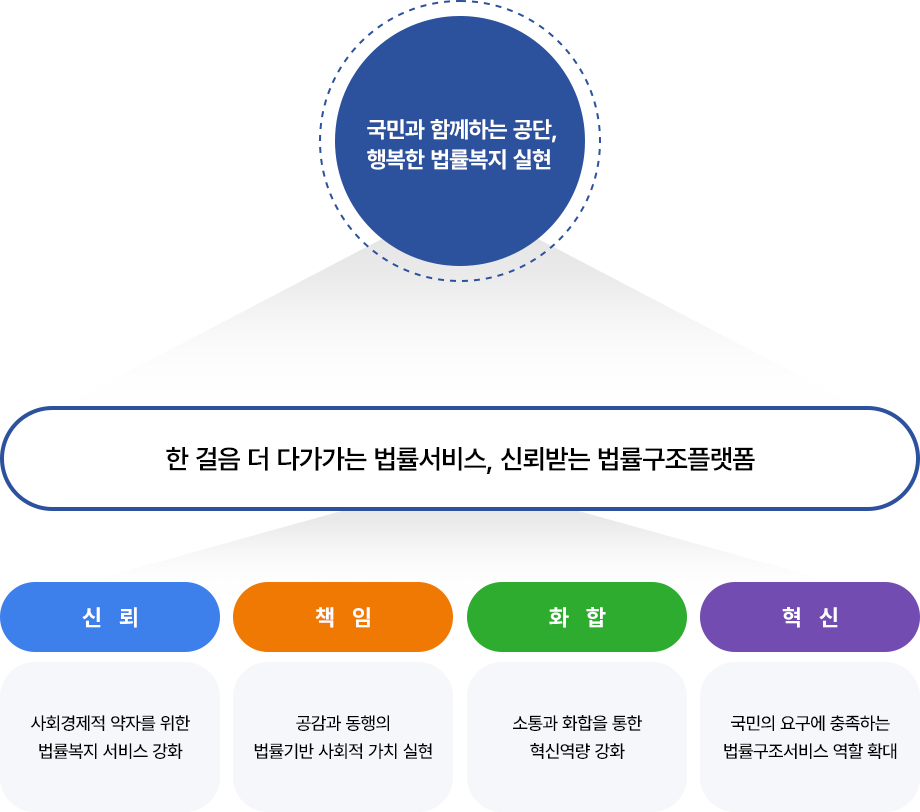 국민과 함께하는 공단,
행복한 법률복지 실현
한 걸음 더 다가가는 법률서비스, 신뢰받는 법률구조플랫폼
신 뢰
책 임
화 합
혁 신
사회경제적 약자를 위한
법률복지 서비스 강화
공감과 동행의
법률기반 사회적 가치 실현
소통과 화합을 통한
혁신역량 강화
국민의 요구에 충족하는
법률구조서비스 역할 확대